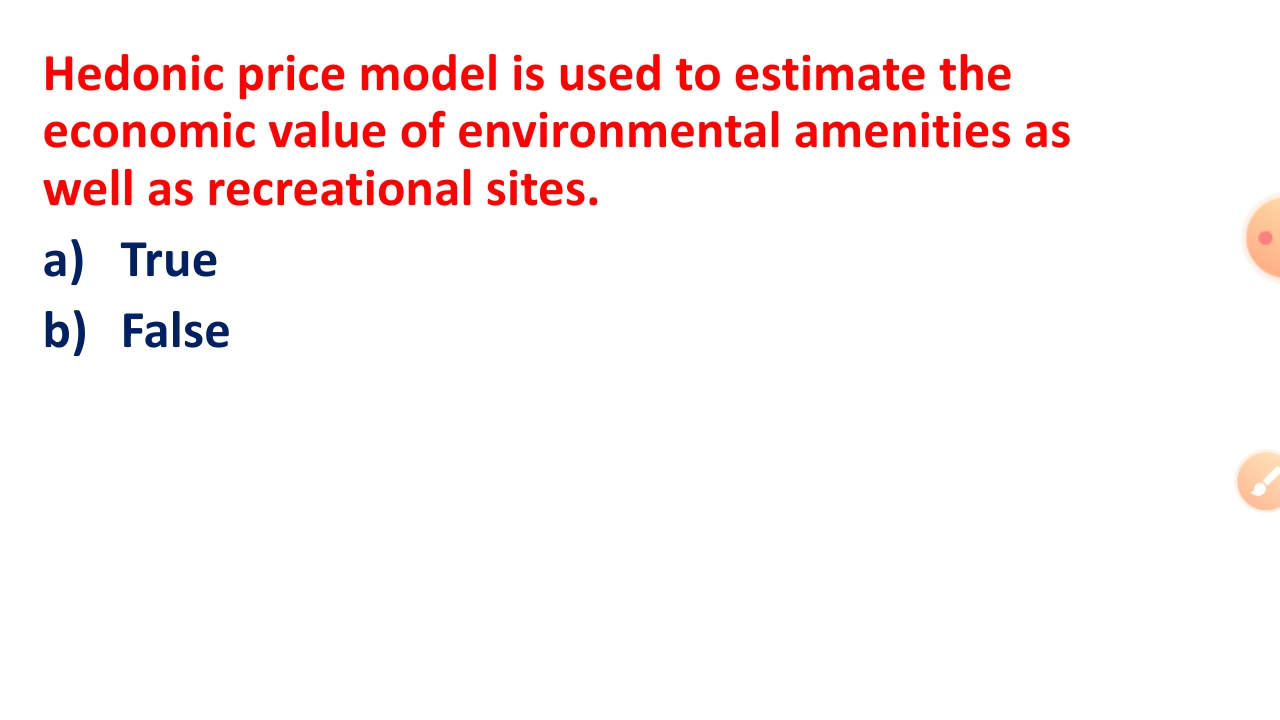 Hedonic price model is used to estimate the
economic value of environmental amenities as
well as recreational sites.
a) True
b) False